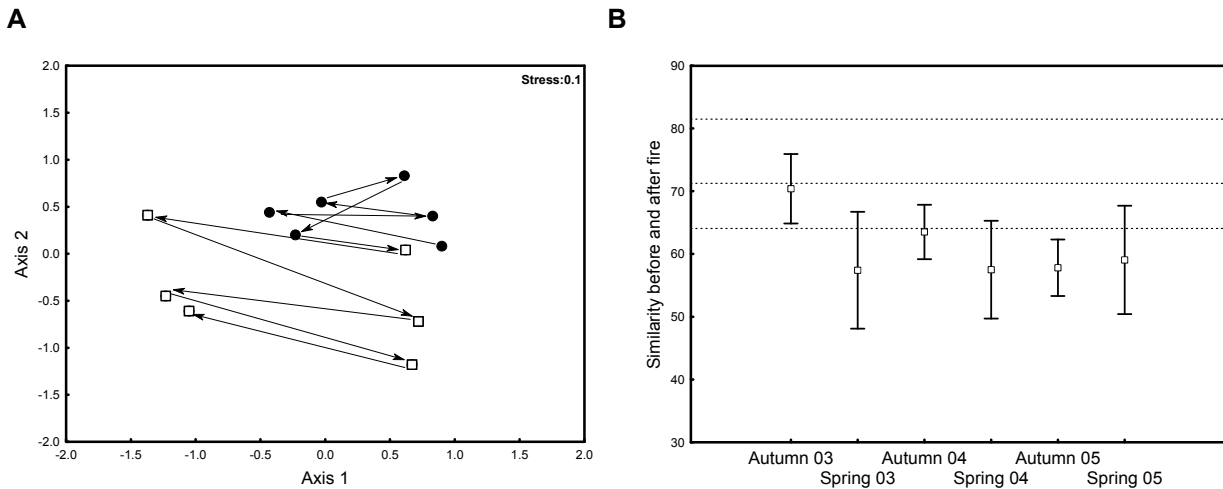 A
B
Stress:0.1
2.0
1.5
1.0
0.5
0.0
-0.5
-1.0
-1.5
-2.0
Axis 2
-2.0 -1.5 -1.0 -0.5 0.0 0.5 1.0 1.5 2.0
Axis 1
90
80
70
60
50
40
30
Similarity before and after fire
Autumn 03 Autumn 04 Autumn 05
Spring 03 Spring 04 Spring 05